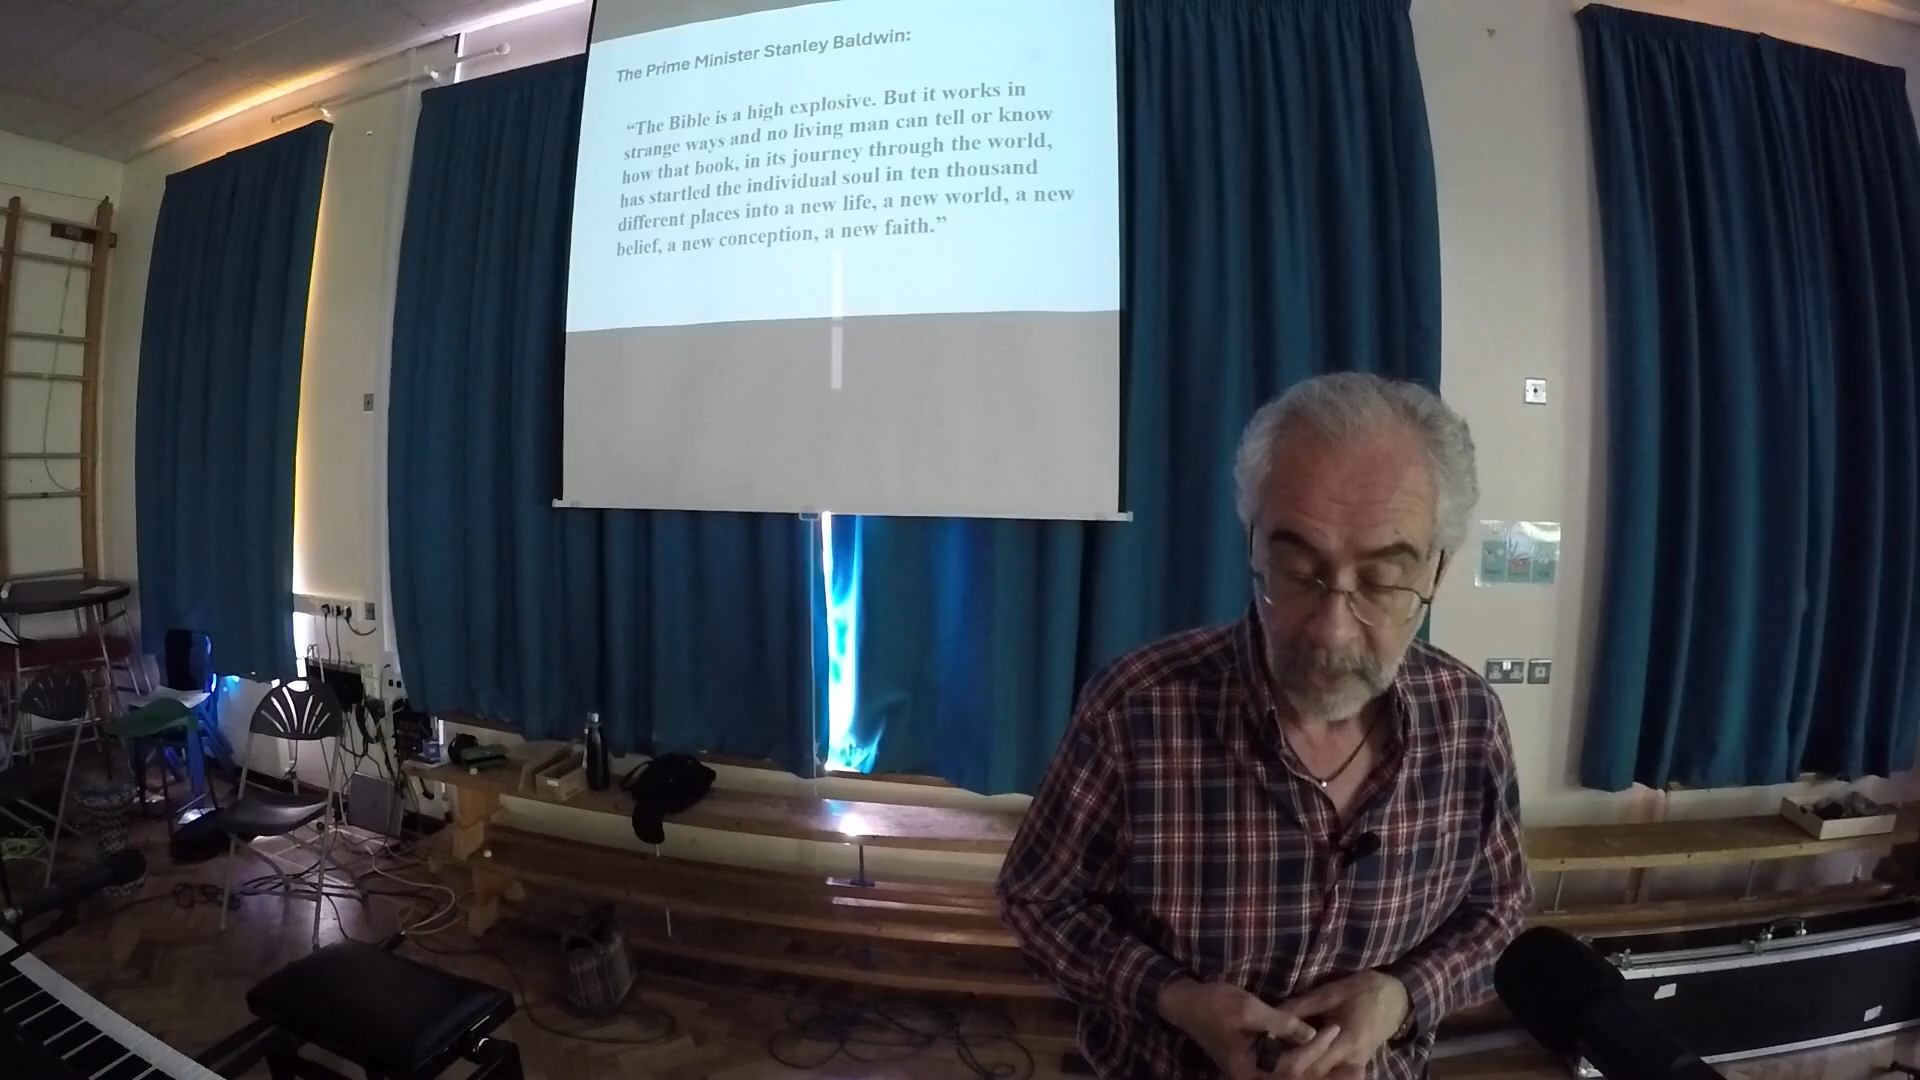 The Prime Minister Stanley Baldwin:
“The Bible is a high explosive. But it works in
strange ways and no living man can tell or know
how that book, in its journey through the world,
has startled the individual soul in ten thousand
different places into a new life, a new world, a new
belief, a new conception, a new faith.”